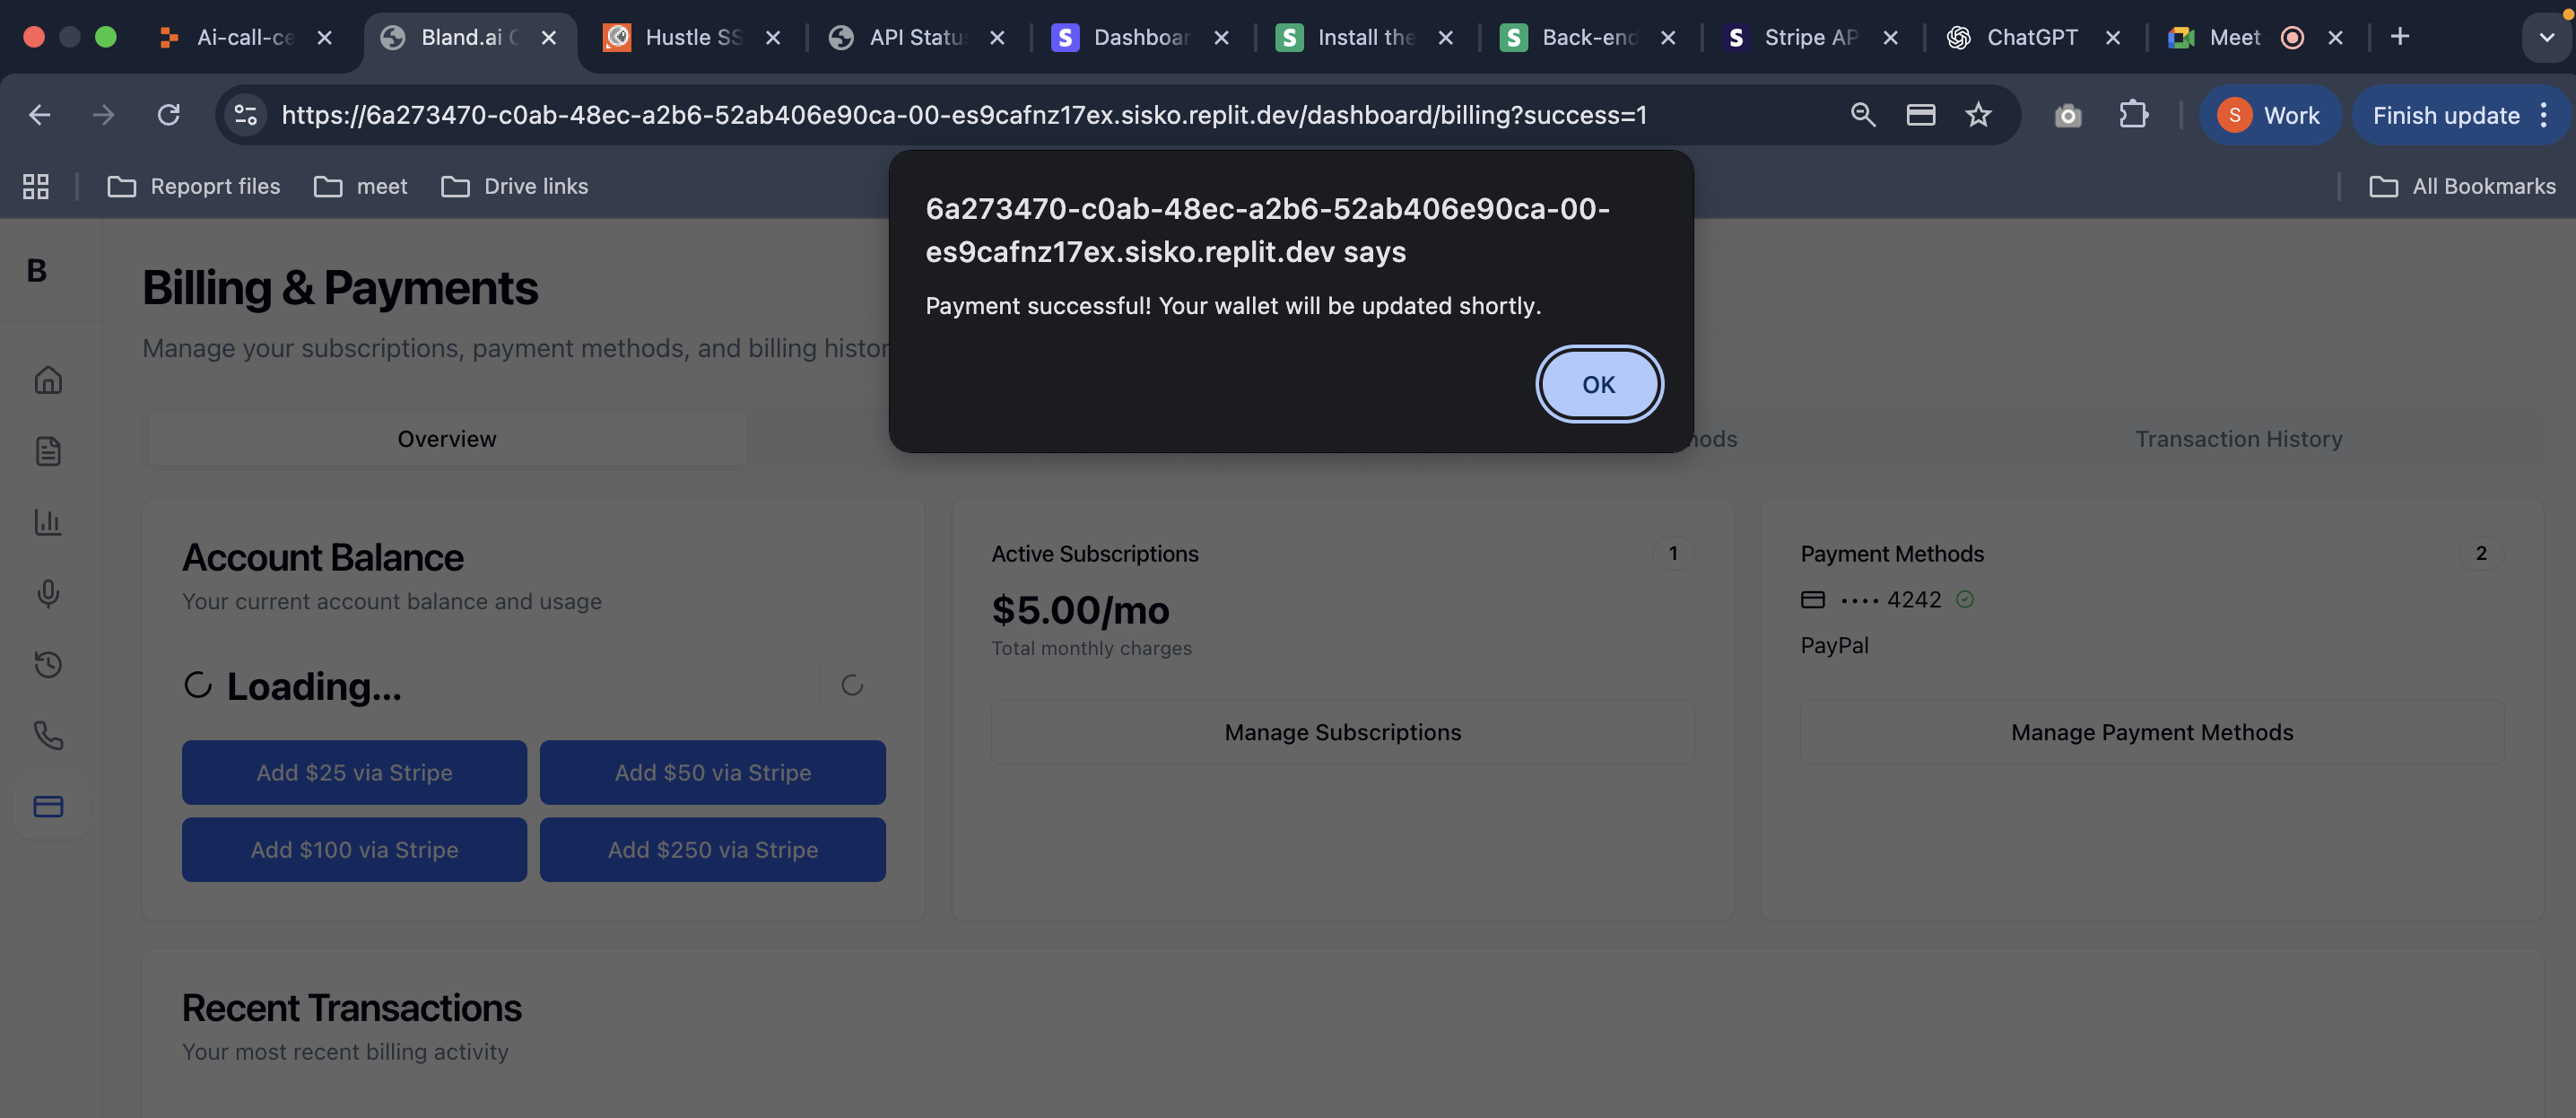 Ai-call-ce
Bland.ai C
Hustle SS
API Statu
Dashboar
Install the
Back-end
Stripe AP
ChatGPT
Meet
https://6a273470-c0ab-48ec-a2b6-52ab406e90ca-00-es9cafnz17ex.sisko.replit.dev/dashboard/billing?success=1
S Work
Finish update
Repoprt files
meet
Drive links
All Bookmarks
6a273470-c0ab-48ec-a2b6-52ab406e90ca-00-
es9cafnz17ex.sisko.replit.dev says
Payment successful! Your wallet will be updated shortly.
OK
B
Billing & Payments
Manage your subscriptions, payment methods, and billing histor
Overview
hods
Transaction History
Account Balance
Your current account balance and usage
Loading...
Add $25 via Stripe
Add $50 via Stripe
Add $100 via Stripe
Add $250 via Stripe
Active Subscriptions
1
$5.00/mo
Total monthly charges
Manage Subscriptions
Payment Methods
2
•••• 4242
PayPal
Manage Payment Methods
Recent Transactions
Your most recent billing activity